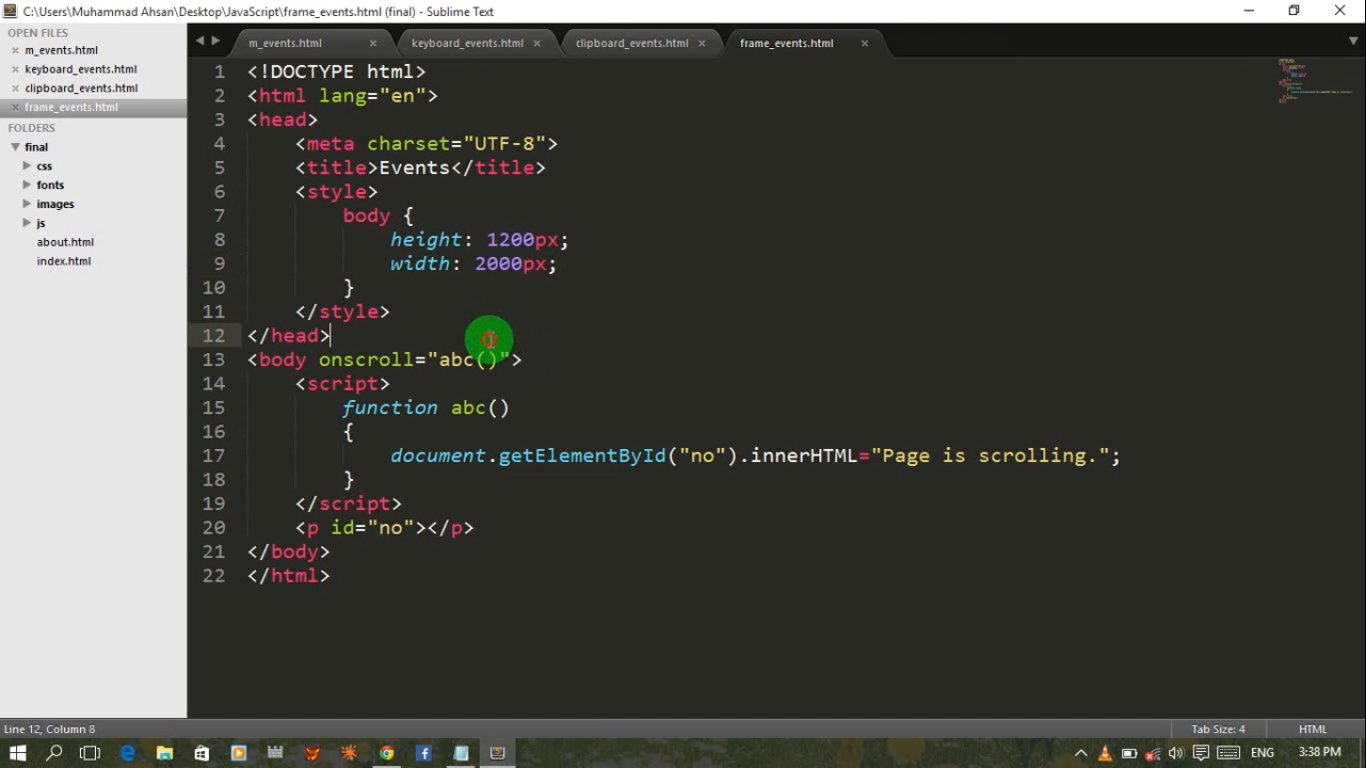 C:\Users\Muhammad Ahsan\Desktop\JavaScript\frame_events.html (final) - Sublime Text
OPEN FILES
m_events.html
keyboard_events.html
clipboard_events.html
frame_events.html
FOLDERS
final
css
fonts
images
js
about.html
index.html
m_events.html keyboard_events.html clipboard_events.html frame_events.html
1 <!DOCTYPE html>
2 <html lang="en">
3 <head>
4 <meta charset="UTF-8">
5 <title>Events</title>
6 <style>
7 body {
8 height: 1200px;
9 width: 2000px;
10 }
11 </style>
12 </head>
13 <body onscroll="abc()">
14 <script>
15 function abc()
16 {
17 document.getElementById("no").innerHTML="Page is scrolling.";
18 }
19 </script>
20 <p id="no"></p>
21 </body>
22 </html>
Line 12, Column 8 Tab Size: 4 HTML
ENG 3:38 PM